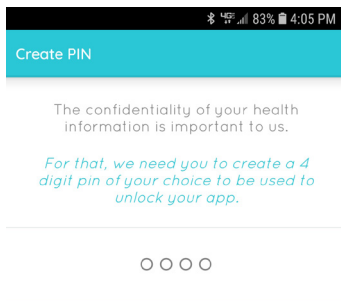 4GE 83% 4:05 PM
Create PIN
The confidentiality of your health
information is important to us.
For that, we need you to create a 4
digit pin of your choice to be used to
unlock your app.